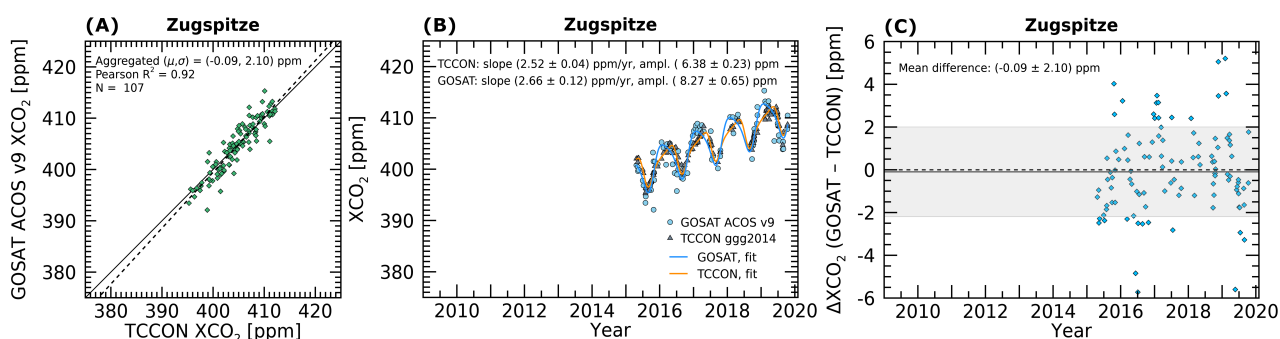 (A) Zugspitze
Aggregated (μ,σ) = (-0.09, 2.10) ppm
Pearson R² = 0.92
N = 107
GOSAT ACOS v9 XCO₂ [ppm]
420
410
400
390
380
380 390 400 410 420
TCCON XCO₂ [ppm]
(B) Zugspitze
TCCON: slope (2.52 ± 0.04) ppm/yr, ampl. ( 6.38 ± 0.23) ppm
GOSAT: slope (2.66 ± 0.12) ppm/yr, ampl. ( 8.27 ± 0.65) ppm
XCO₂ [ppm]
420
410
400
390
380
GOSAT ACOS v9
TCCON ggg2014
GOSAT, fit
TCCON, fit
2010 2012 2014 2016 2018 2020
Year
(C) Zugspitze
Mean difference: (-0.09 ± 2.10) ppm
ΔXCO₂ (GOSAT – TCCON) [ppm]
6
4
2
0
-2
-4
-6
2010 2012 2014 2016 2018 2020
Year